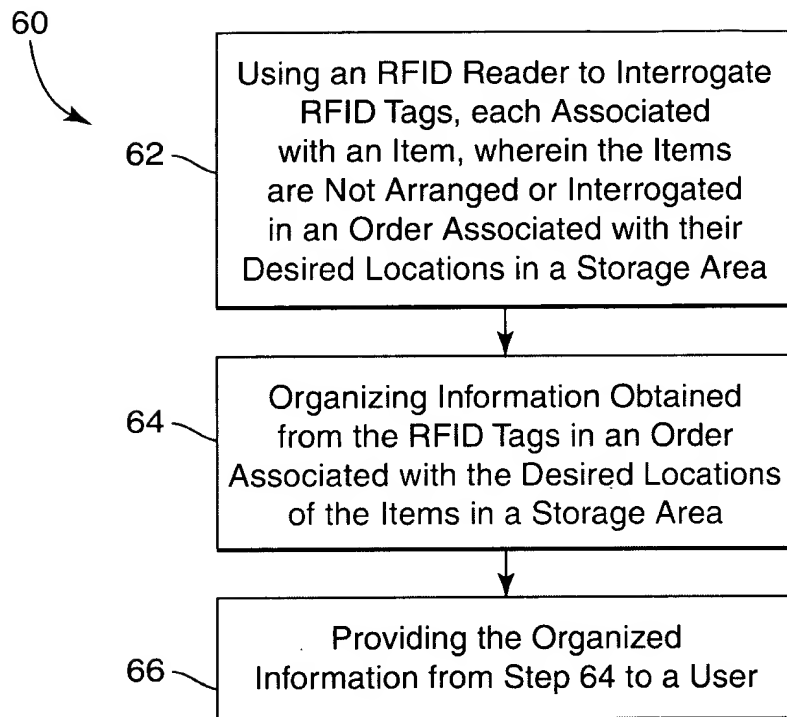 60
62
Using an RFID Reader to Interrogate
RFID Tags, each Associated
with an Item, wherein the Items
are Not Arranged or Interrogated
in an Order Associated with their
Desired Locations in a Storage Area
64
Organizing Information Obtained
from the RFID Tags in an Order
Associated with the Desired Locations
of the Items in a Storage Area
66
Providing the Organized
Information from Step 64 to a User